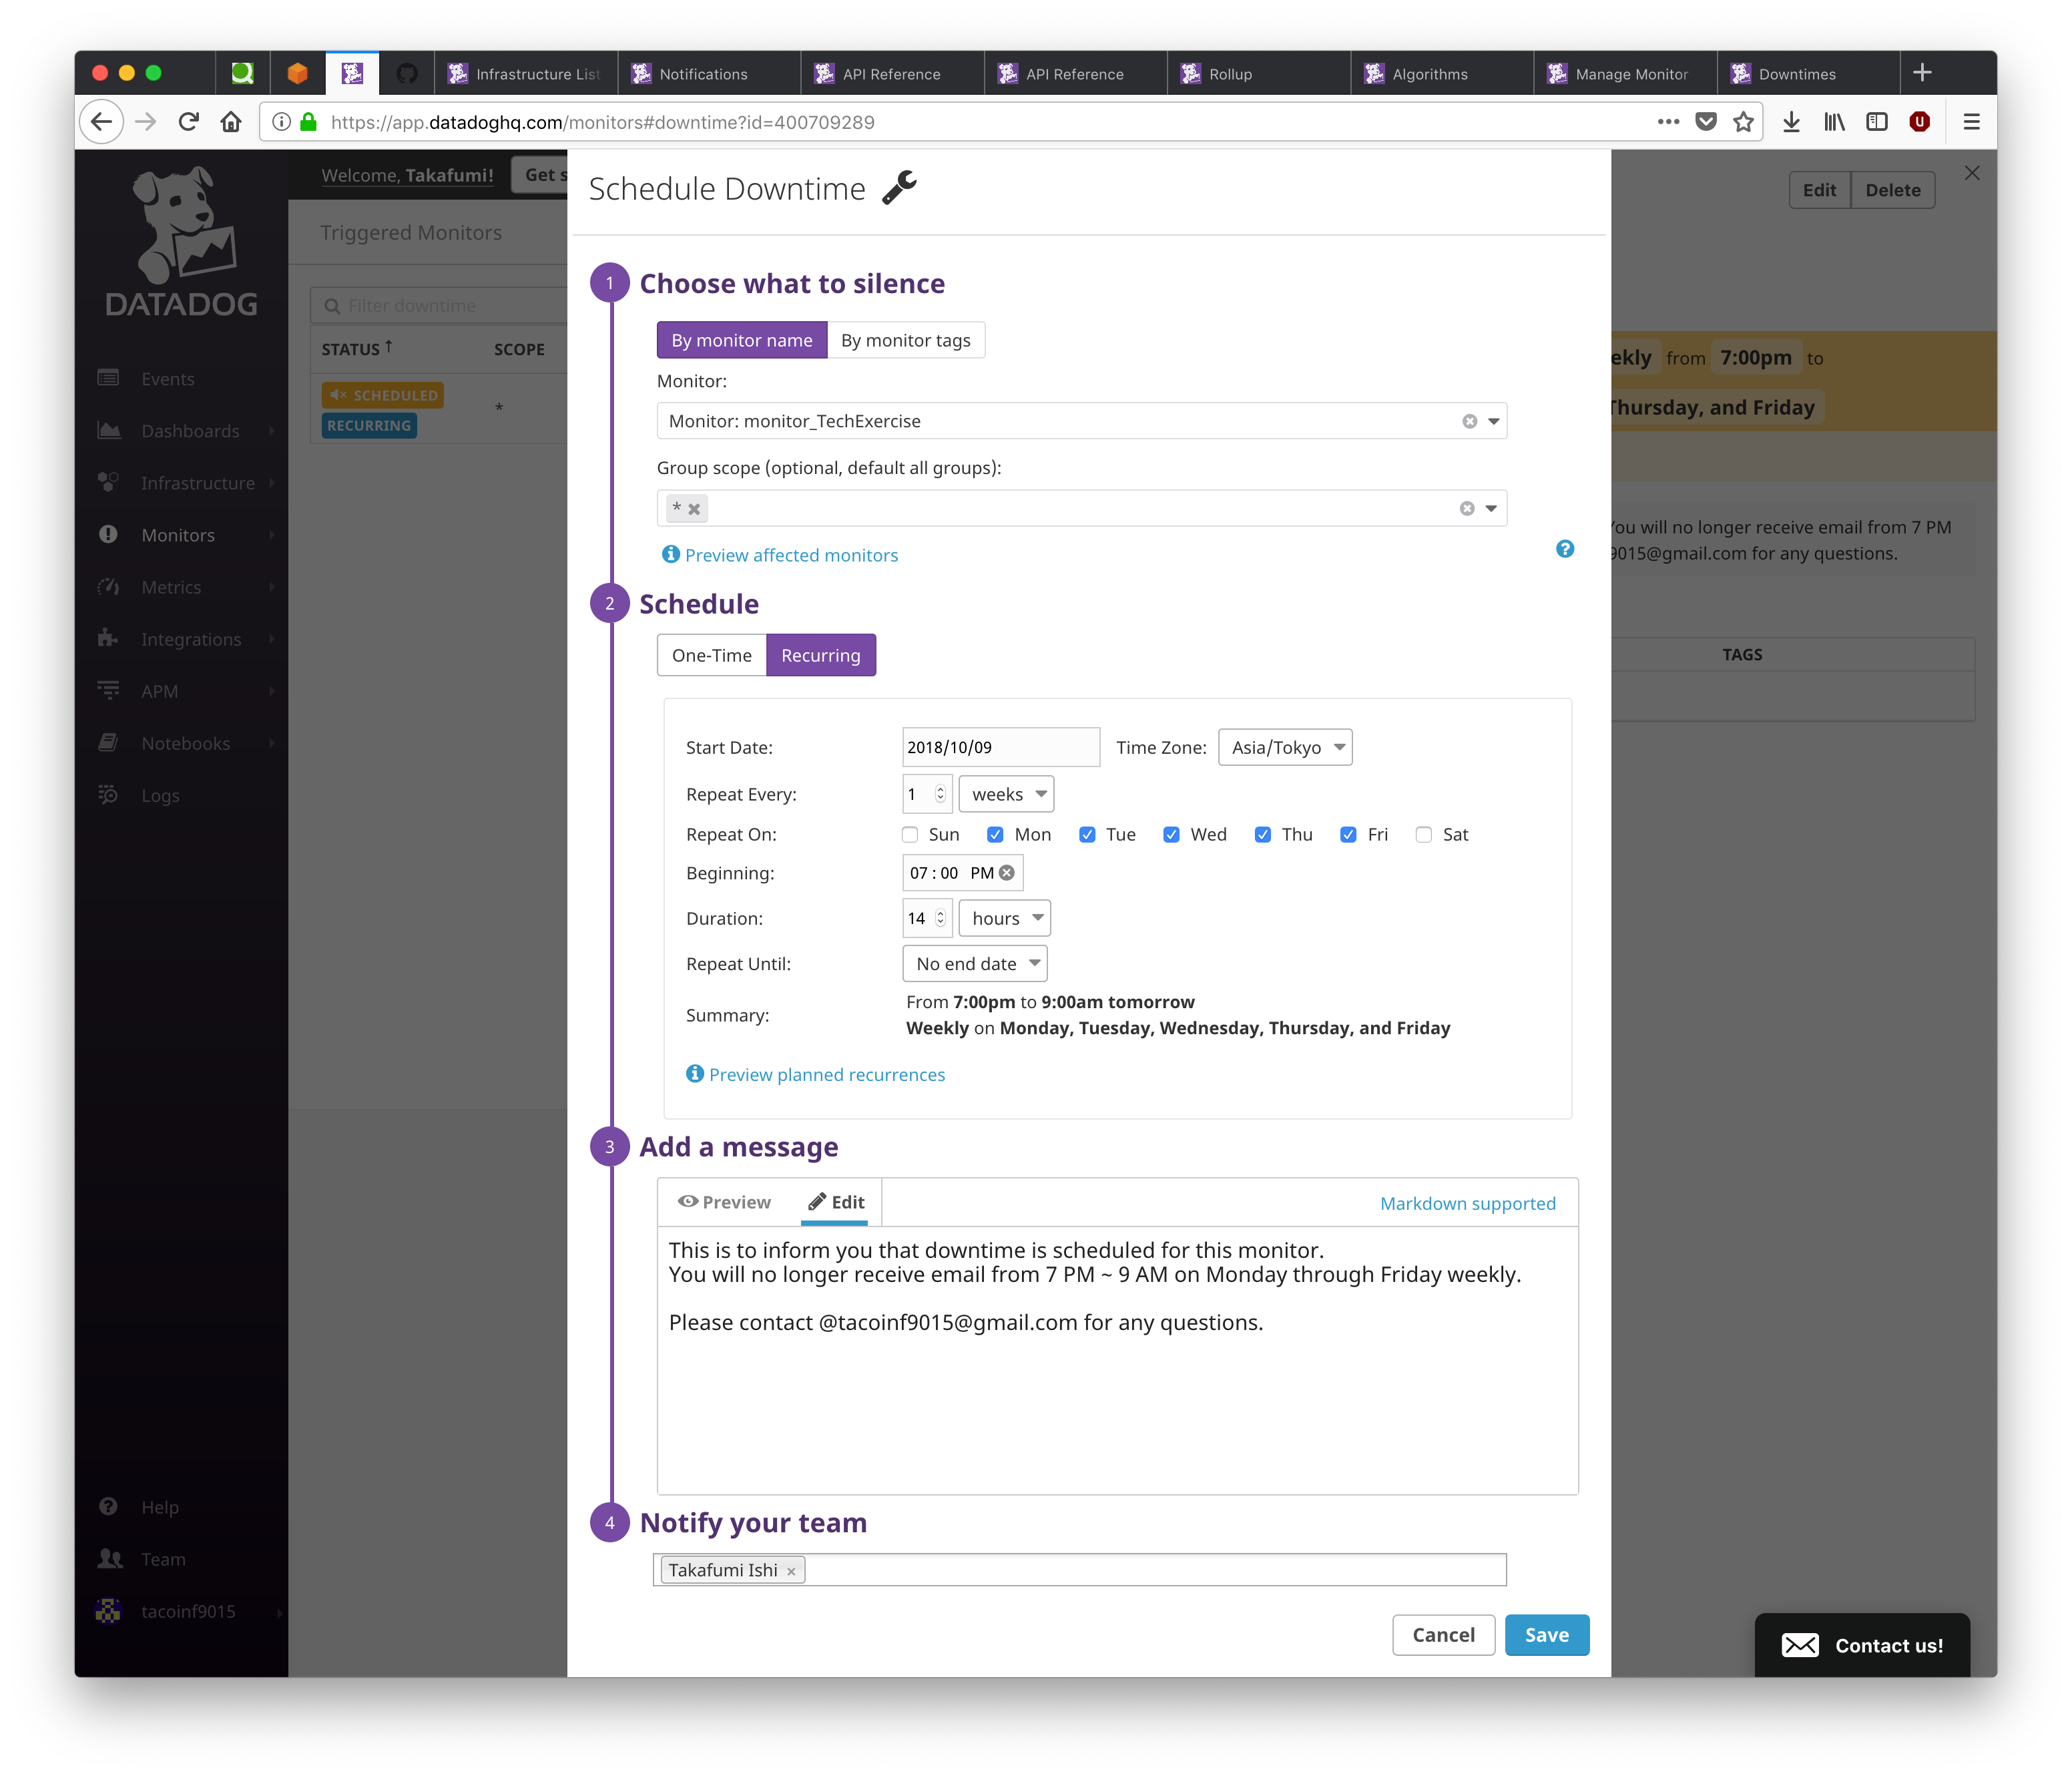 Infrastructure List
Notifications
API Reference
API Reference
Rollup
Algorithms
Manage Monitor
Downtimes
https://app.datadoghq.com/monitors#downtime?id=400709289
DATADOG
Events
Dashboards
Infrastructure
Monitors
Metrics
Integrations
APM
Notebooks
Logs
Help
Team
tacoinf9015
Welcome, Takafumi!
Get s
Triggered Monitors
Filter downtime
STATUS ↑ SCOPE
SCHEDULED
RECURRING
*
Schedule Downtime
1 Choose what to silence
By monitor name By monitor tags
Monitor:
Monitor: monitor_TechExercise
Group scope (optional, default all groups):
*
Preview affected monitors
2 Schedule
One-Time Recurring
Start Date: 2018/10/09 Time Zone: Asia/Tokyo
Repeat Every: 1 weeks
Repeat On: Sun Mon Tue Wed Thu Fri Sat
Beginning: 07 : 00 PM
Duration: 14 hours
Repeat Until: No end date
Summary: From 7:00pm to 9:00am tomorrow
Weekly on Monday, Tuesday, Wednesday, Thursday, and Friday
Preview planned recurrences
3 Add a message
Preview Edit Markdown supported
This is to inform you that downtime is scheduled for this monitor.
You will no longer receive email from 7 PM ~ 9 AM on Monday through Friday weekly.
Please contact @tacoinf9015@gmail.com for any questions.
4 Notify your team
Takafumi Ishi ×
Cancel Save
Edit Delete
ekly from 7:00pm to
Thursday, and Friday
You will no longer receive email from 7 PM
9015@gmail.com for any questions.
TAGS
Contact us!